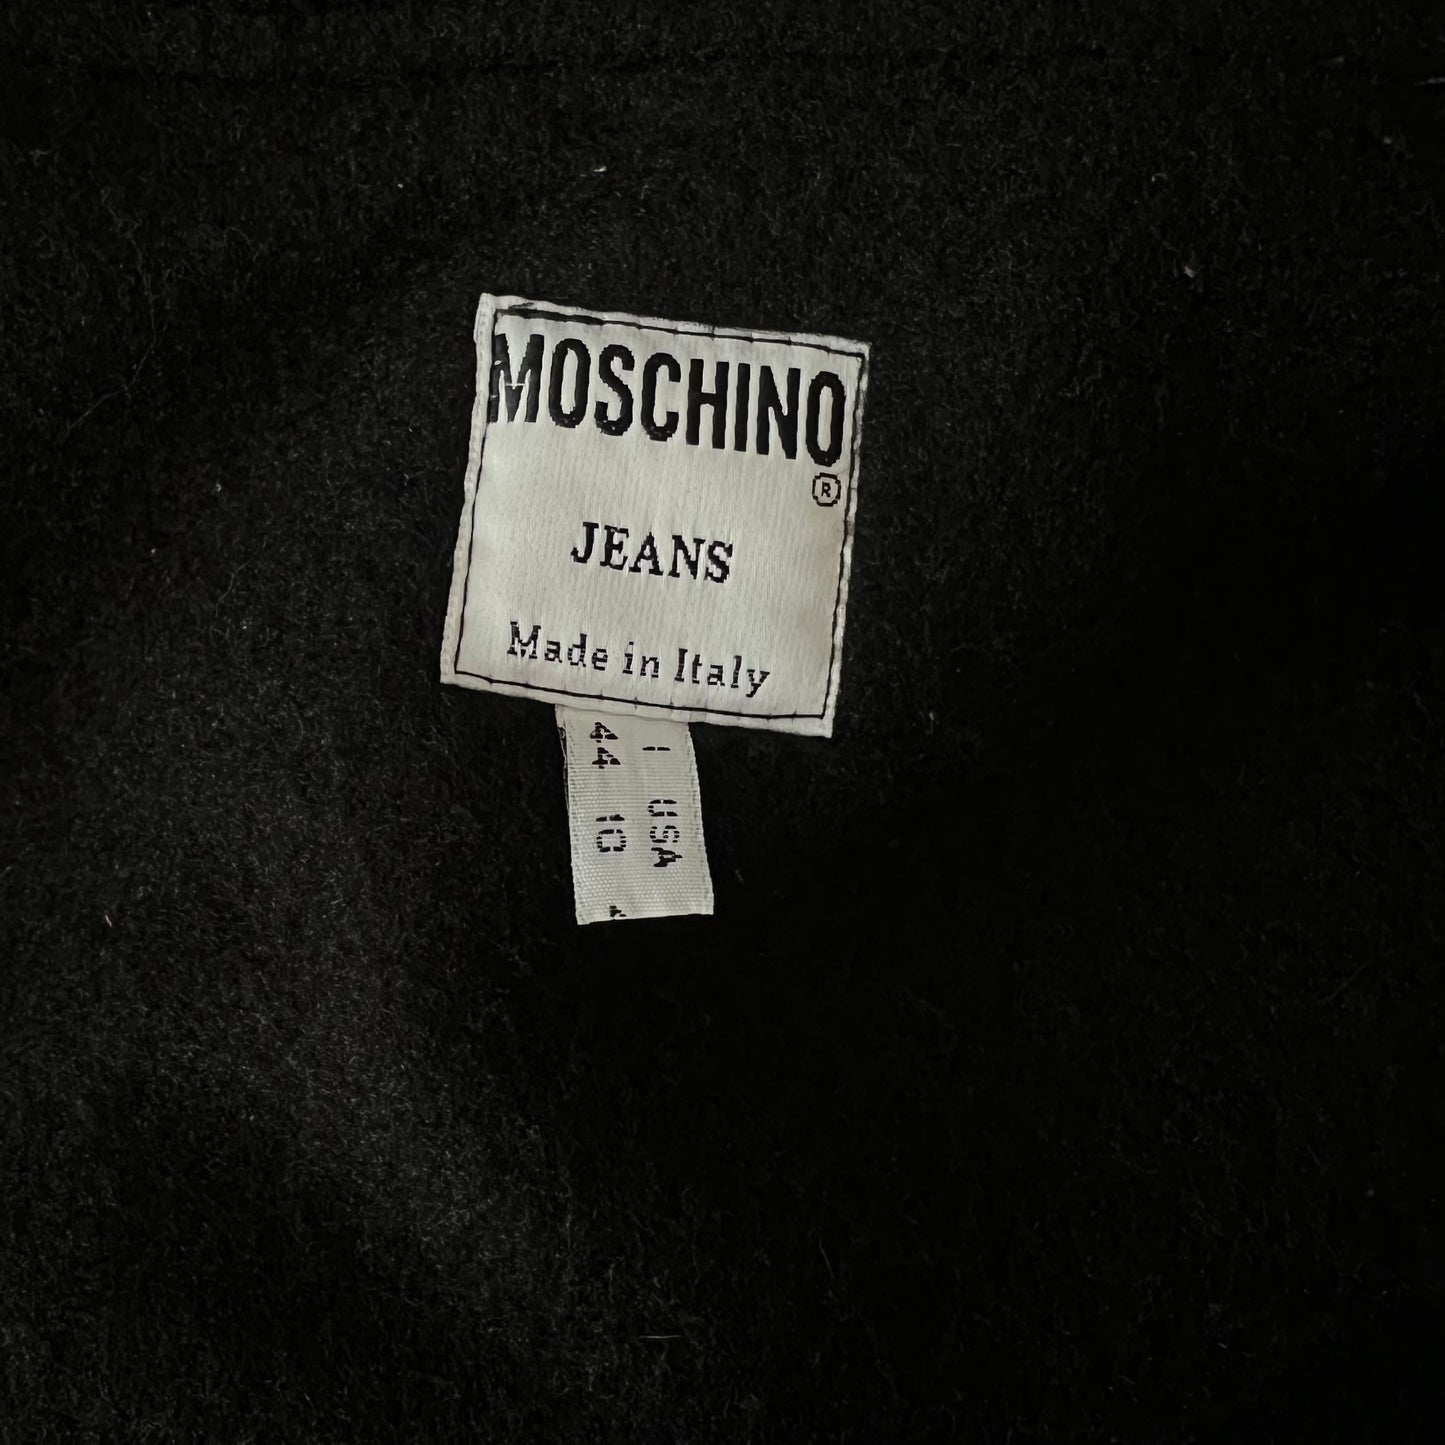 MOSCHINO
®
JEANS
Made in Italy
I USA
44 10